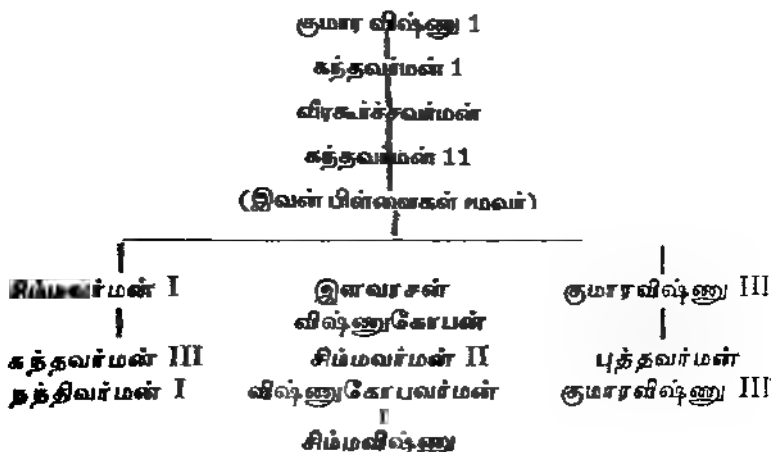 குமார விஷ்ணு 1
கந்தவர்மன் 1
வீரகூர்ச்சவர்மன்
கந்தவர்மன் 11
(இவன் பிள்ளைகள் மூவர்)
சிம்மவர்மன் I இளவரசன் குமாரவிஷ்ணு III
விஷ்ணுகோபன்
கந்தவர்மன் III சிம்மவர்மன் II புத்தவர்மன்
நந்திவர்மன் I விஷ்ணுகோபவர்மன் குமாரவிஷ்ணு III
I
சிம்மவிஷ்ணு